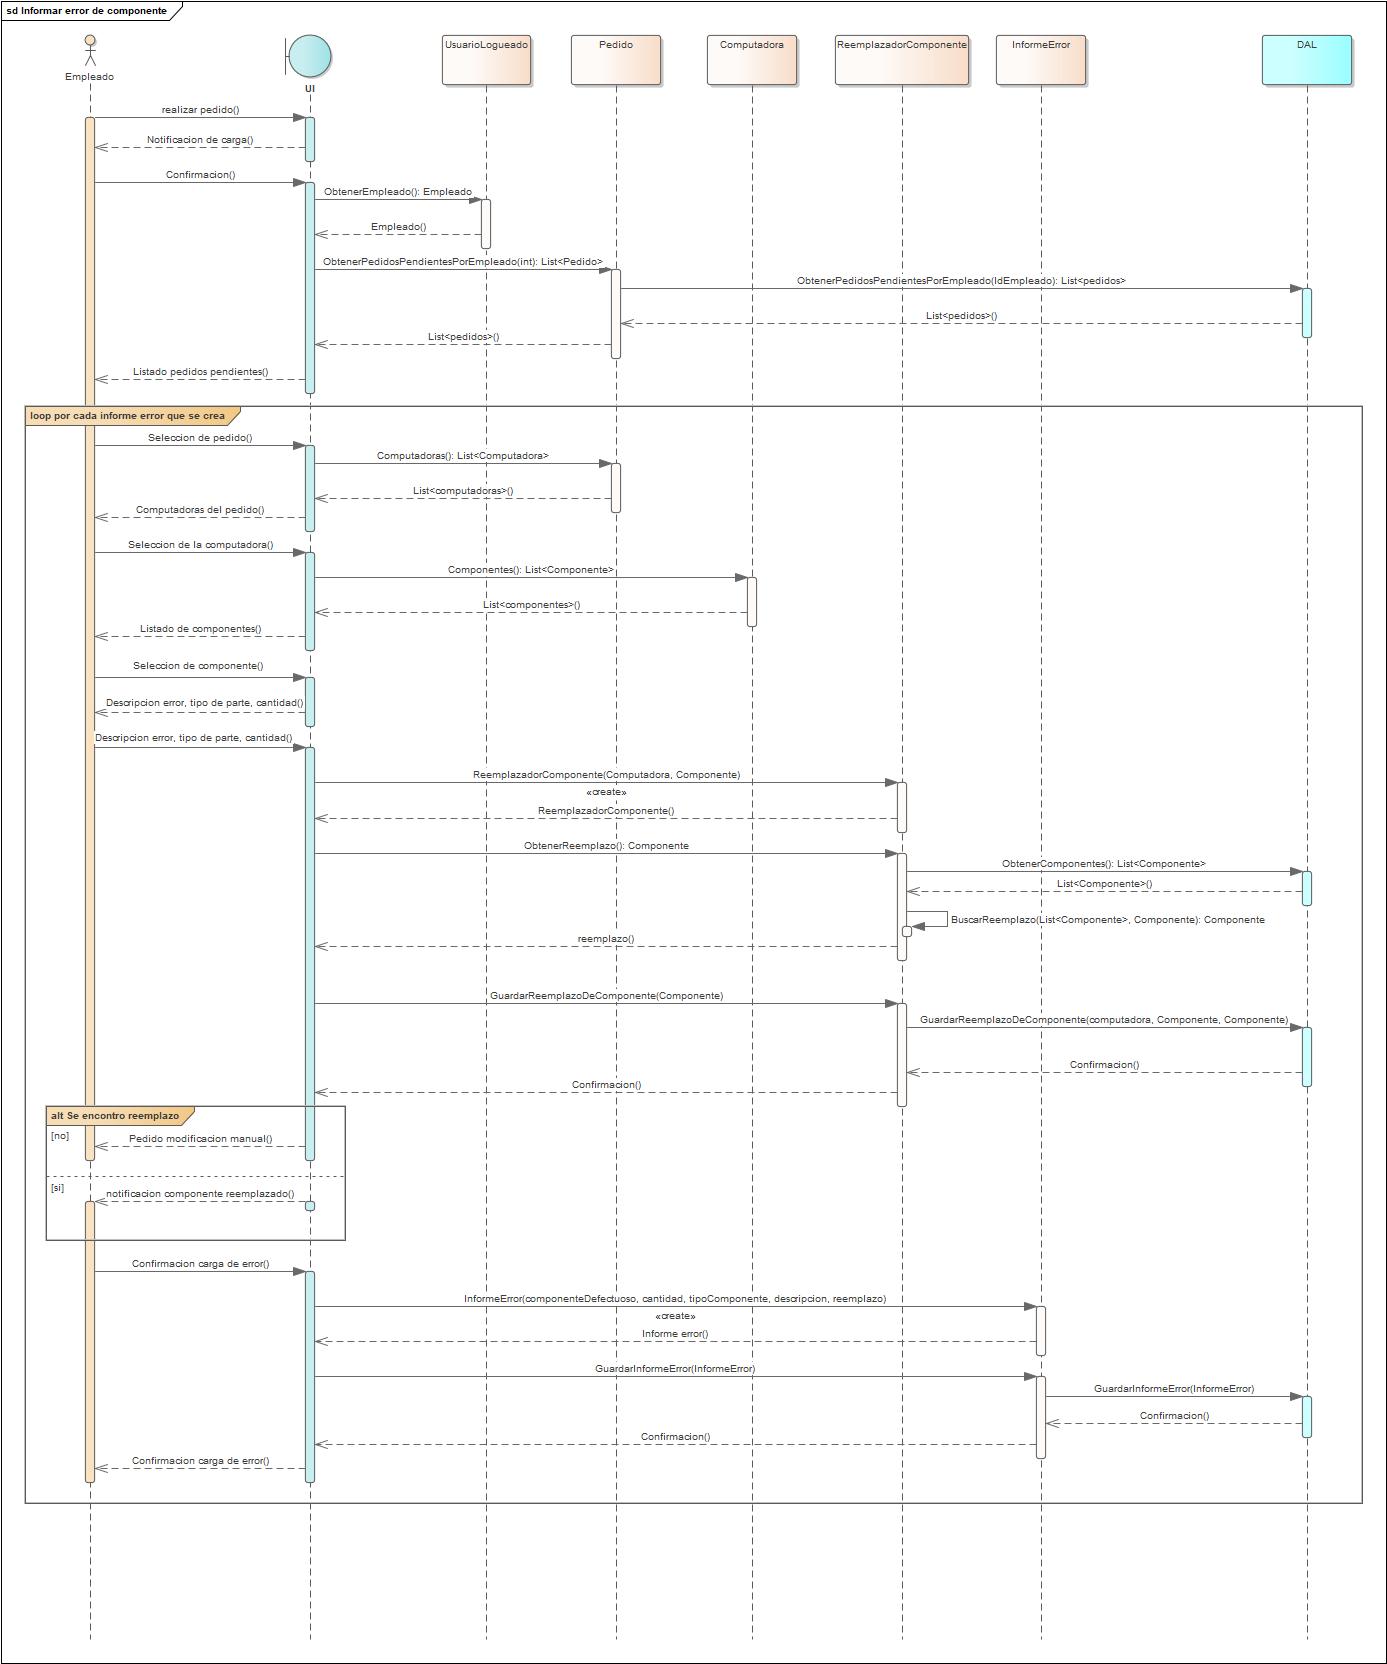 sd Informar error de componente
Empleado
UI
UsuarioLogueado
Pedido
Computadora
ReemplazadorComponente
InformeError
DAL
realizar pedido()
Notificacion de carga()
Confirmacion()
ObtenerEmpleado(): Empleado
Empleado()
ObtenerPedidosPendientesPorEmpleado(int): List<Pedido>
ObtenerPedidosPendientesPorEmpleado(IdEmpleado): List<pedidos>
List<pedidos>()
List<pedidos>()
Listado pedidos pendientes()
loop por cada informe error que se crea
Seleccion de pedido()
Computadoras(): List<Computadora>
List<computadoras>()
Computadoras del pedido()
Seleccion de la computadora()
Componentes(): List<Componente>
List<componentes>()
Listado de componentes()
Seleccion de componente()
Descripcion error, tipo de parte, cantidad()
Descripcion error, tipo de parte, cantidad()
ReemplazadorComponente(Computadora, Componente)
«create»
ReemplazadorComponente()
ObtenerReemplazo(): Componente
ObtenerComponentes(): List<Componente>
List<Componente>()
BuscarReemplazo(List<Componente>, Componente): Componente
reemplazo()
GuardarReemplazoDeComponente(Componente)
GuardarReemplazoDeComponente(computadora, Componente, Componente)
Confirmacion()
Confirmacion()
alt Se encontro reemplazo
[no]
Pedido modificacion manual()
[si]
notificacion componente reemplazado()
Confirmacion carga de error()
InformeError(componenteDefectuoso, cantidad, tipoComponente, descripcion, reemplazo)
«create»
Informe error()
GuardarInformeError(InformeError)
GuardarInformeError(InformeError)
Confirmacion()
Confirmacion()
Confirmacion carga de error()